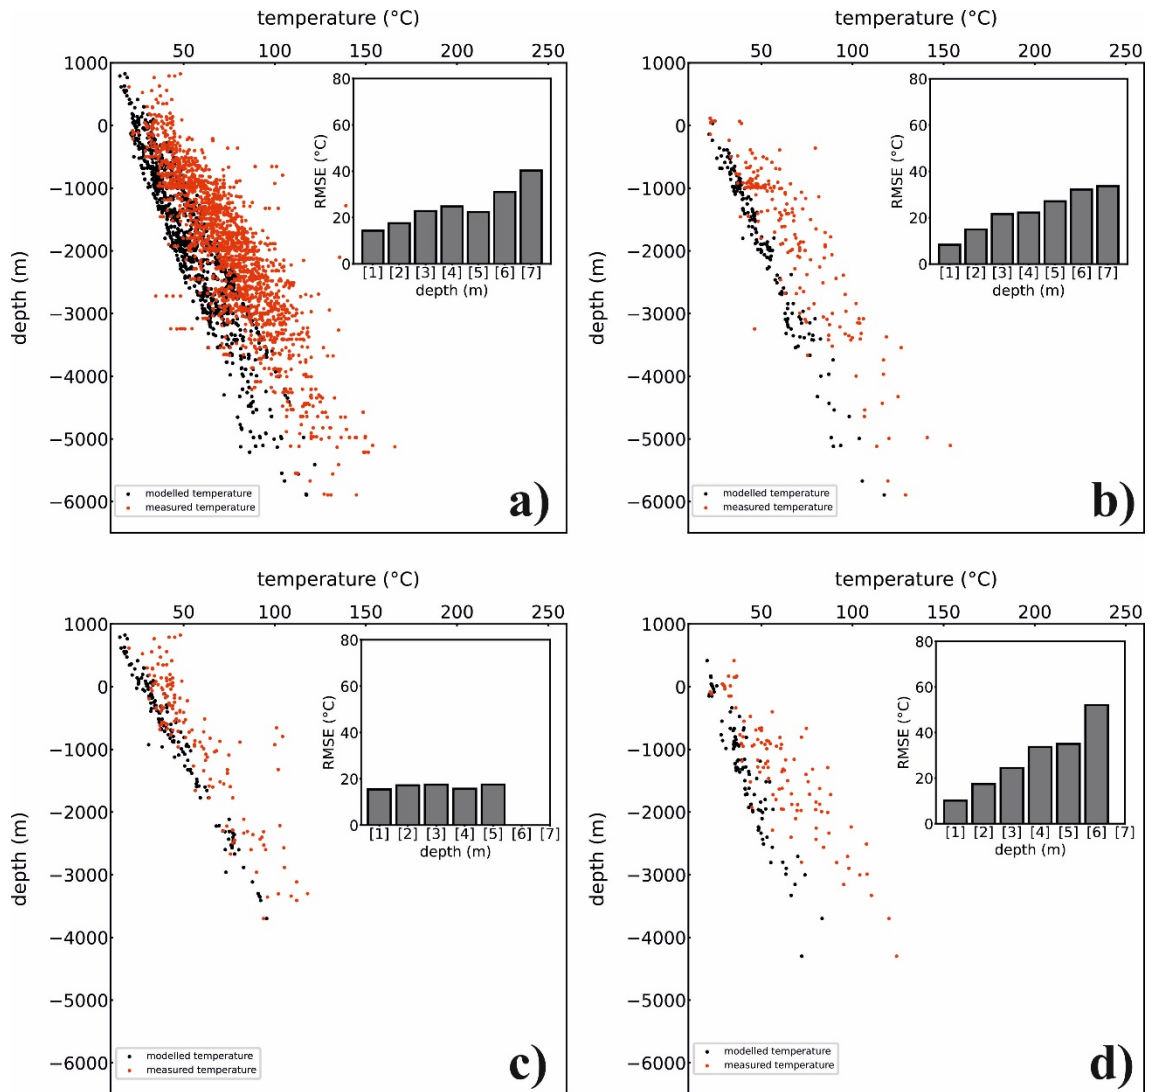 temperature (°C)
50 100 150 200 250
1000
0
−1000
−2000
−3000
−4000
−5000
−6000
depth (m)
80
60
40
20
0
RMSE (°C)
[1] [2] [3] [4] [5] [6] [7]
depth (m)
modelled temperature
measured temperature
a)
temperature (°C)
50 100 150 200 250
1000
0
−1000
−2000
−3000
−4000
−5000
−6000
depth (m)
80
60
40
20
0
RMSE (°C)
[1] [2] [3] [4] [5] [6] [7]
depth (m)
modelled temperature
measured temperature
b)
temperature (°C)
50 100 150 200 250
1000
0
−1000
−2000
−3000
−4000
−5000
−6000
depth (m)
80
60
40
20
0
RMSE (°C)
[1] [2] [3] [4] [5] [6] [7]
depth (m)
modelled temperature
measured temperature
c)
temperature (°C)
50 100 150 200 250
1000
0
−1000
−2000
−3000
−4000
−5000
−6000
depth (m)
80
60
40
20
0
RMSE (°C)
[1] [2] [3] [4] [5] [6] [7]
depth (m)
modelled temperature
measured temperature
d)